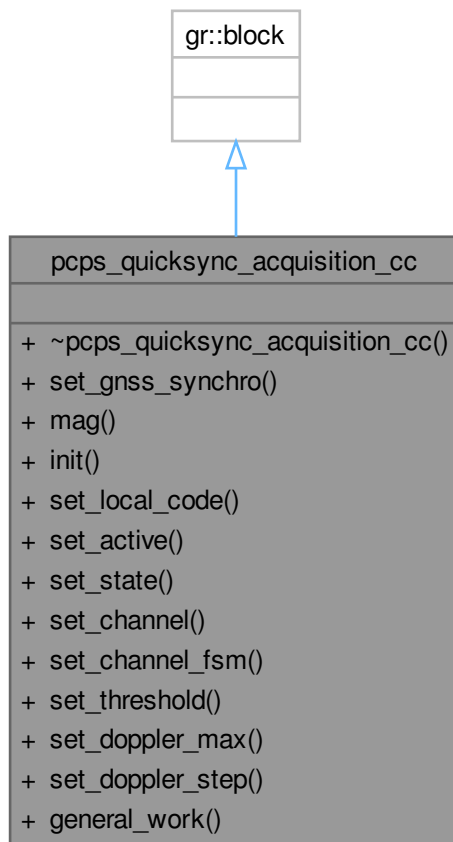 gr::block
pcps_quicksync_acquisition_cc
+ ~pcps_quicksync_acquisition_cc()
+ set_gnss_synchro()
+ mag()
+ init()
+ set_local_code()
+ set_active()
+ set_state()
+ set_channel()
+ set_channel_fsm()
+ set_threshold()
+ set_doppler_max()
+ set_doppler_step()
+ general_work()